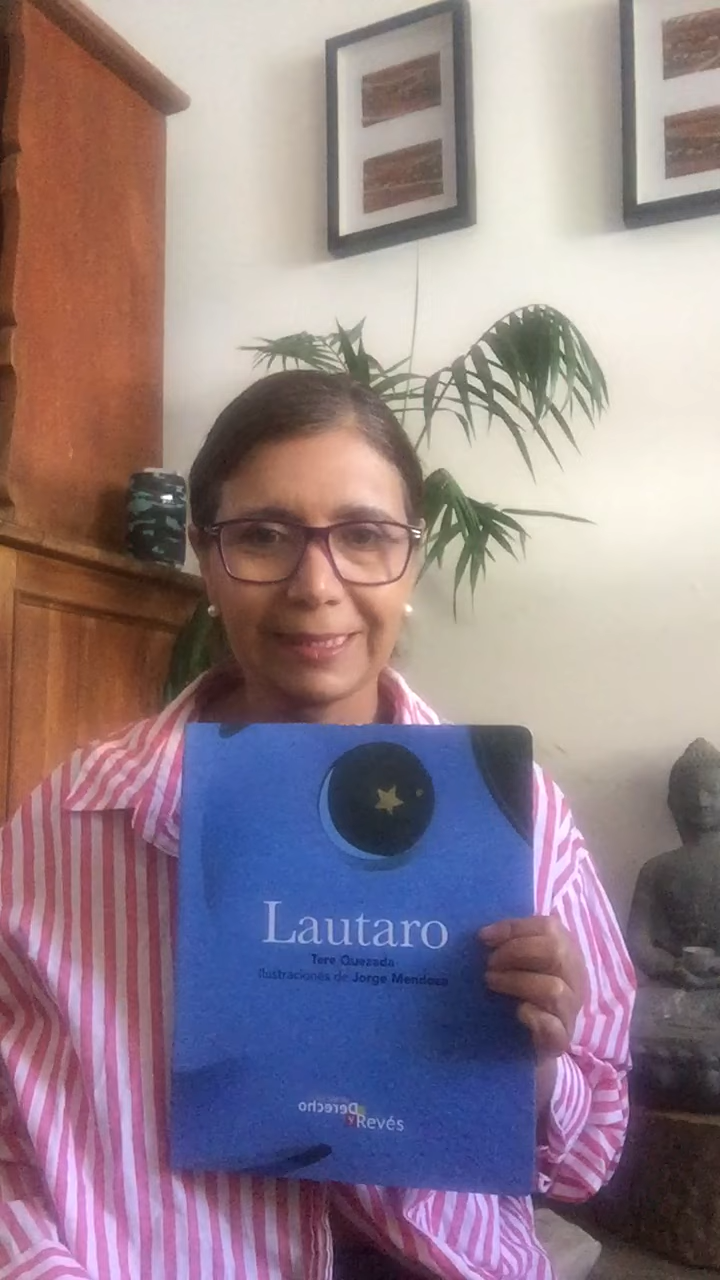 Lautaro
Tere Quezada
Ilustraciones de Jorge Mendoza
Derecho
y Revés